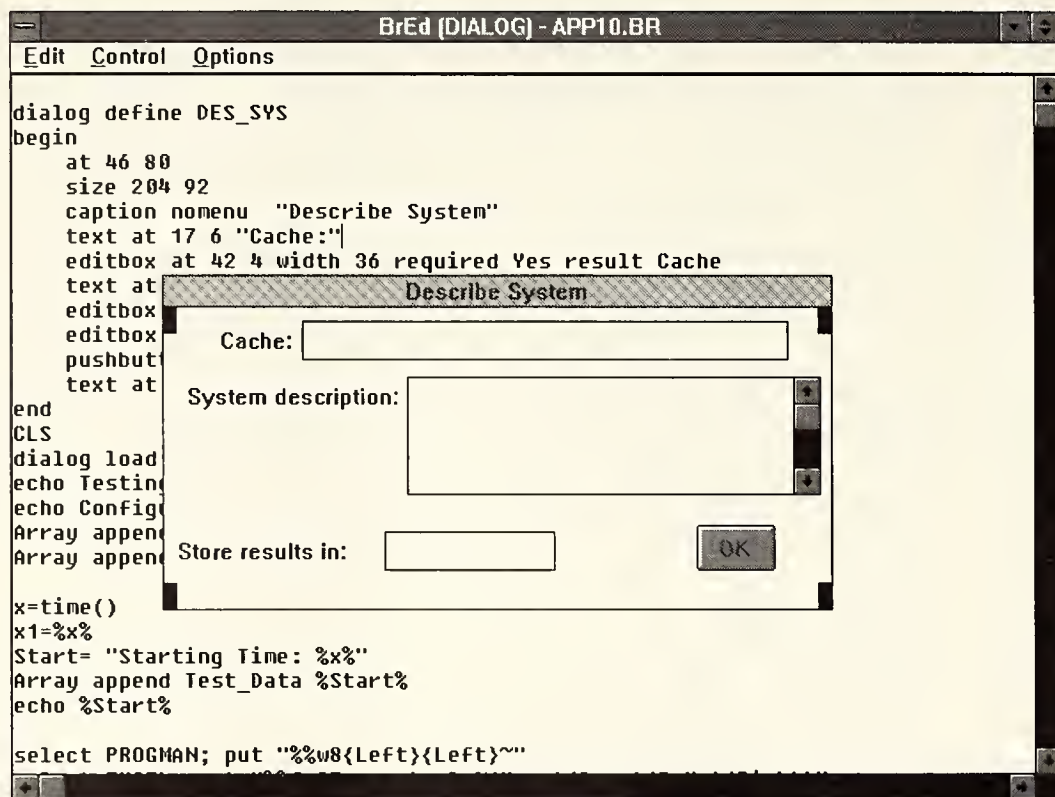 BrEd (DIALOG) - APP10.BR
Edit Control Options
dialog define DES_SYS
begin
at 46 80
size 204 92
caption nomenu "Describe System"
text at 17 6 "Cache:"
editbox at 42 4 width 36 required Yes result Cache
text at
editbox
editbox
pushbutt
text at
end
CLS
dialog load
echo Testing
echo Config
Array append
Array append
x=time()
x1=%x%
Start= "Starting Time: %x%"
Array append Test_Data %Start%
echo %Start%
select PROGMAN; put "%%w8{Left}{Left}~"
Describe System
Cache:
System description:
Store results in:
OK